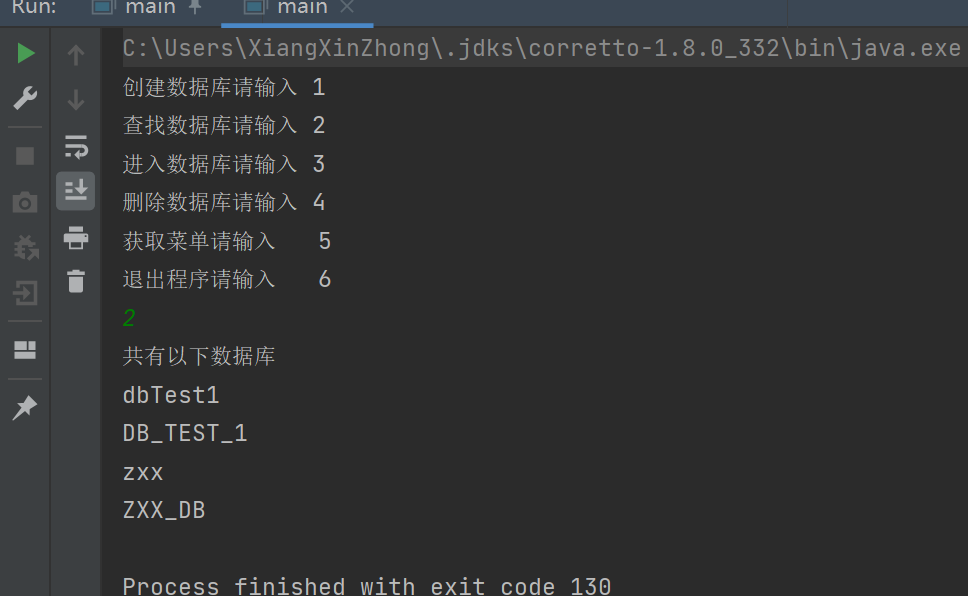 Run: main main
C:\Users\XiangXinZhong\.jdks\corretto-1.8.0_332\bin\java.exe
创建数据库请输入 1
查找数据库请输入 2
进入数据库请输入 3
删除数据库请输入 4
获取菜单请输入 5
退出程序请输入 6
2
共有以下数据库
dbTest1
DB_TEST_1
zxx
ZXX_DB
Process finished with exit code 130